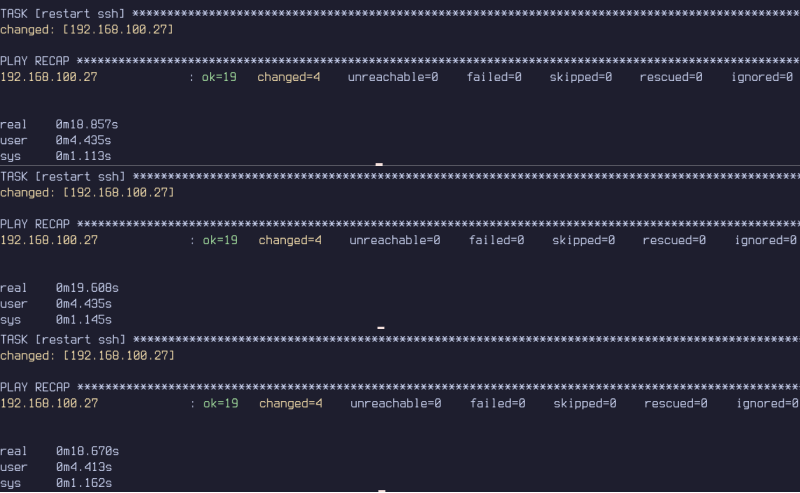 TASK [restart ssh] ***********************************************************************************************
changed: [192.168.100.27]
PLAY RECAP *******************************************************************************************************
192.168.100.27 : ok=19 changed=4 unreachable=0 failed=0 skipped=0 rescued=0 ignored=0
real 0m18.857s
user 0m4.435s
sys 0m1.113s
TASK [restart ssh] ***********************************************************************************************
changed: [192.168.100.27]
PLAY RECAP *******************************************************************************************************
192.168.100.27 : ok=19 changed=4 unreachable=0 failed=0 skipped=0 rescued=0 ignored=0
real 0m19.608s
user 0m4.435s
sys 0m1.145s
TASK [restart ssh] ***********************************************************************************************
changed: [192.168.100.27]
PLAY RECAP *******************************************************************************************************
192.168.100.27 : ok=19 changed=4 unreachable=0 failed=0 skipped=0 rescued=0 ignored=0
real 0m18.670s
user 0m4.413s
sys 0m1.162s